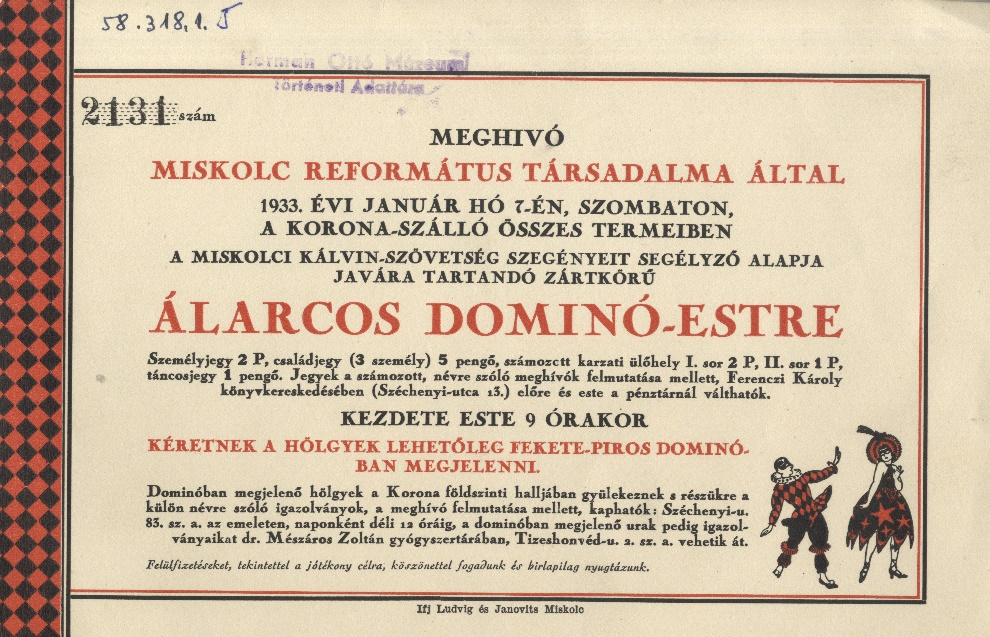 58.318.1.J
Herman Ottó Múzeum
történeti Adattára
2131 szám
MEGHIVÓ
MISKOLC REFORMÁTUS TÁRSADALMA ÁLTAL
1933. ÉVI JANUÁR HÓ 7-ÉN, SZOMBATON,
A KORONA-SZÁLLÓ ÖSSZES TERMEIBEN
A MISKOLCI KÁLVIN-SZÖVETSÉG SZEGÉNYEIT SEGÉLYZŐ ALAPJA
JAVÁRA TARTANDÓ ZÁRTKÖRŰ
ÁLARCOS DOMINÓ-ESTRE
Személyjegy 2 P, családjegy (3 személy) 5 pengő, számozott karzati ülőhely I. sor 2 P, II. sor 1 P,
táncosjegy 1 pengő. Jegyek a számozott, névre szóló meghívók felmutatása mellett, Ferenczi Károly
könyvkereskedésében (Széchenyi-utca 13.) előre és este a pénztárnál válthatók.
KEZDETE ESTE 9 ÓRAKOR
KÉRETNEK A HÖLGYEK LEHETŐLEG FEKETE-PIROS DOMINÓ-
BAN MEGJELENNI.
Dominóban megjelenő hölgyek a Korona földszinti halljában gyülekeznek s részükre a
külön névre szóló igazolványok, a meghívó felmutatása mellett, kaphatók: Széchenyi-u.
83. sz. a. az emeleten, naponként déli 12 óráig, a dominóban megjelenő urak pedig igazol-
ványaikat dr. Mészáros Zoltán gyógyszertárában, Tizeshonvéd-u. 2. sz. a. vehetik át.
Felülfizetéseket, tekintettel a jótékony célra, köszönettel fogadunk és hirlapilag nyugtázunk.
Ifj Ludvig és Janovits Miskolc